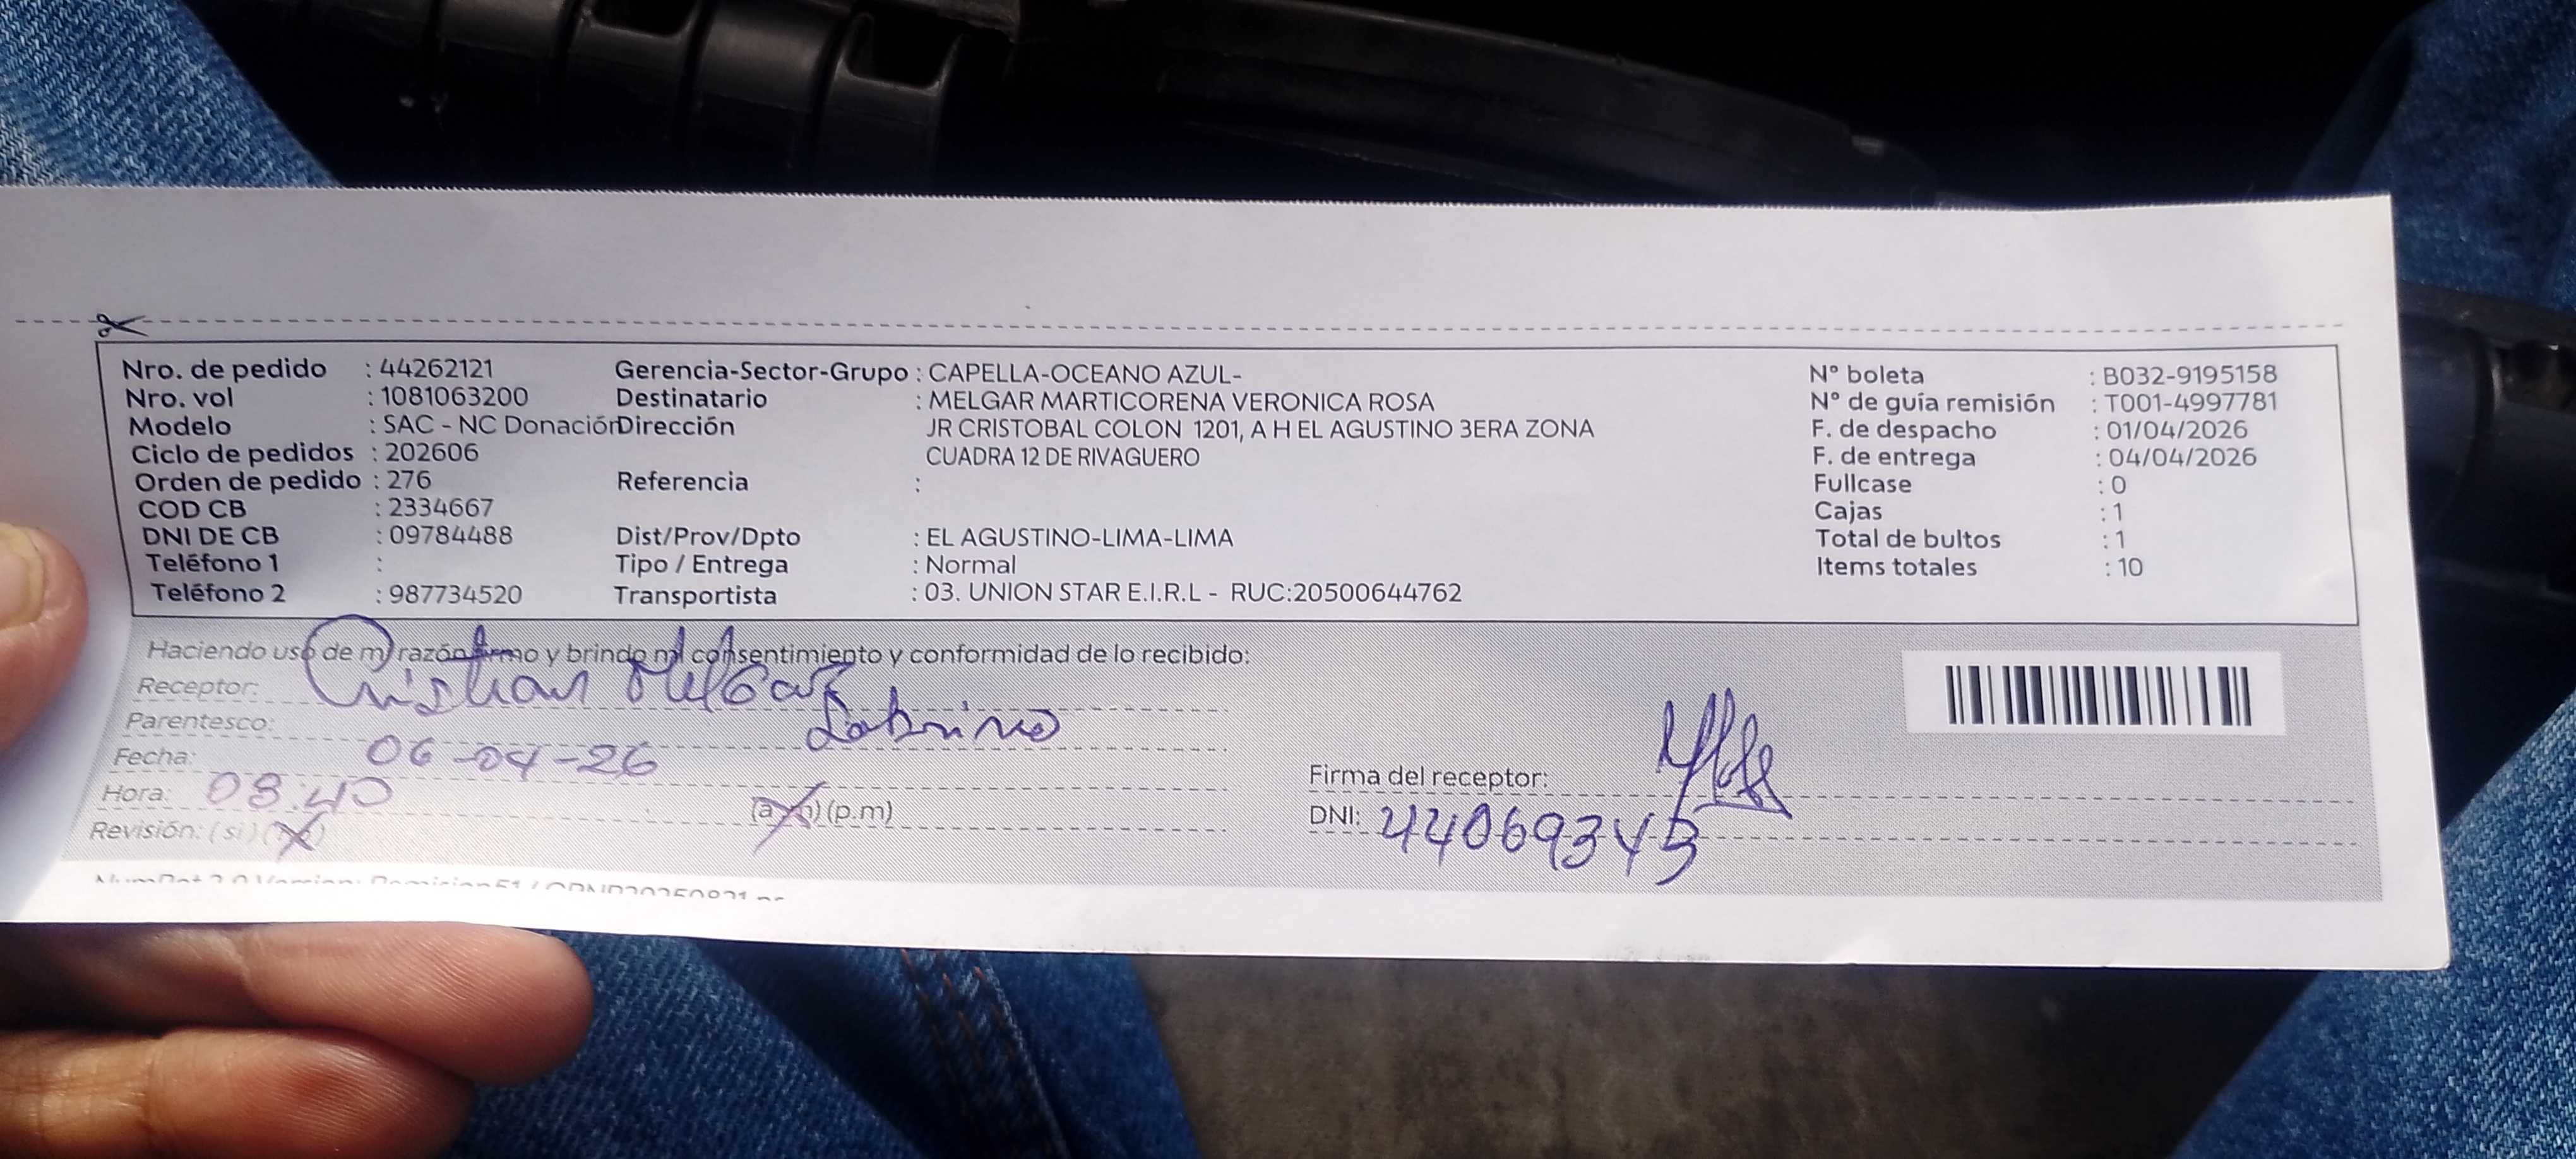 Nro. de pedido : 44262121 Gerencia-Sector-Grupo : CAPELLA-OCEANO AZUL- N° boleta : B032-9195158
Nro. vol : 1081063200 Destinatario : MELGAR MARTICORENA VERONICA ROSA N° de guía remisión : T001-4997781
Modelo : SAC - NC Donación Dirección JR CRISTOBAL COLON 1201, A H EL AGUSTINO 3ERA ZONA F. de despacho : 01/04/2026
Ciclo de pedidos : 202606 CUADRA 12 DE RIVAGUERO F. de entrega : 04/04/2026
Orden de pedido : 276 Referencia : Fullcase : 0
COD CB : 2334667 Cajas : 1
DNI DE CB : 09784488 Dist/Prov/Dpto : EL AGUSTINO-LIMA-LIMA Total de bultos : 1
Teléfono 1 : Tipo / Entrega : Normal Items totales : 10
Teléfono 2 : 987734520 Transportista : 03. UNION STAR E.I.R.L - RUC:20500644762
Haciendo uso de mi razón firmo y brindo mi consentimiento y conformidad de lo recibido:
Receptor: Cristian Melgar
Parentesco: Sobrino
Fecha: 06-04-26
Hora: 08:40 (a.m) (p.m)
Revisión: (si) (no)
Firma del receptor:
DNI: 44069343